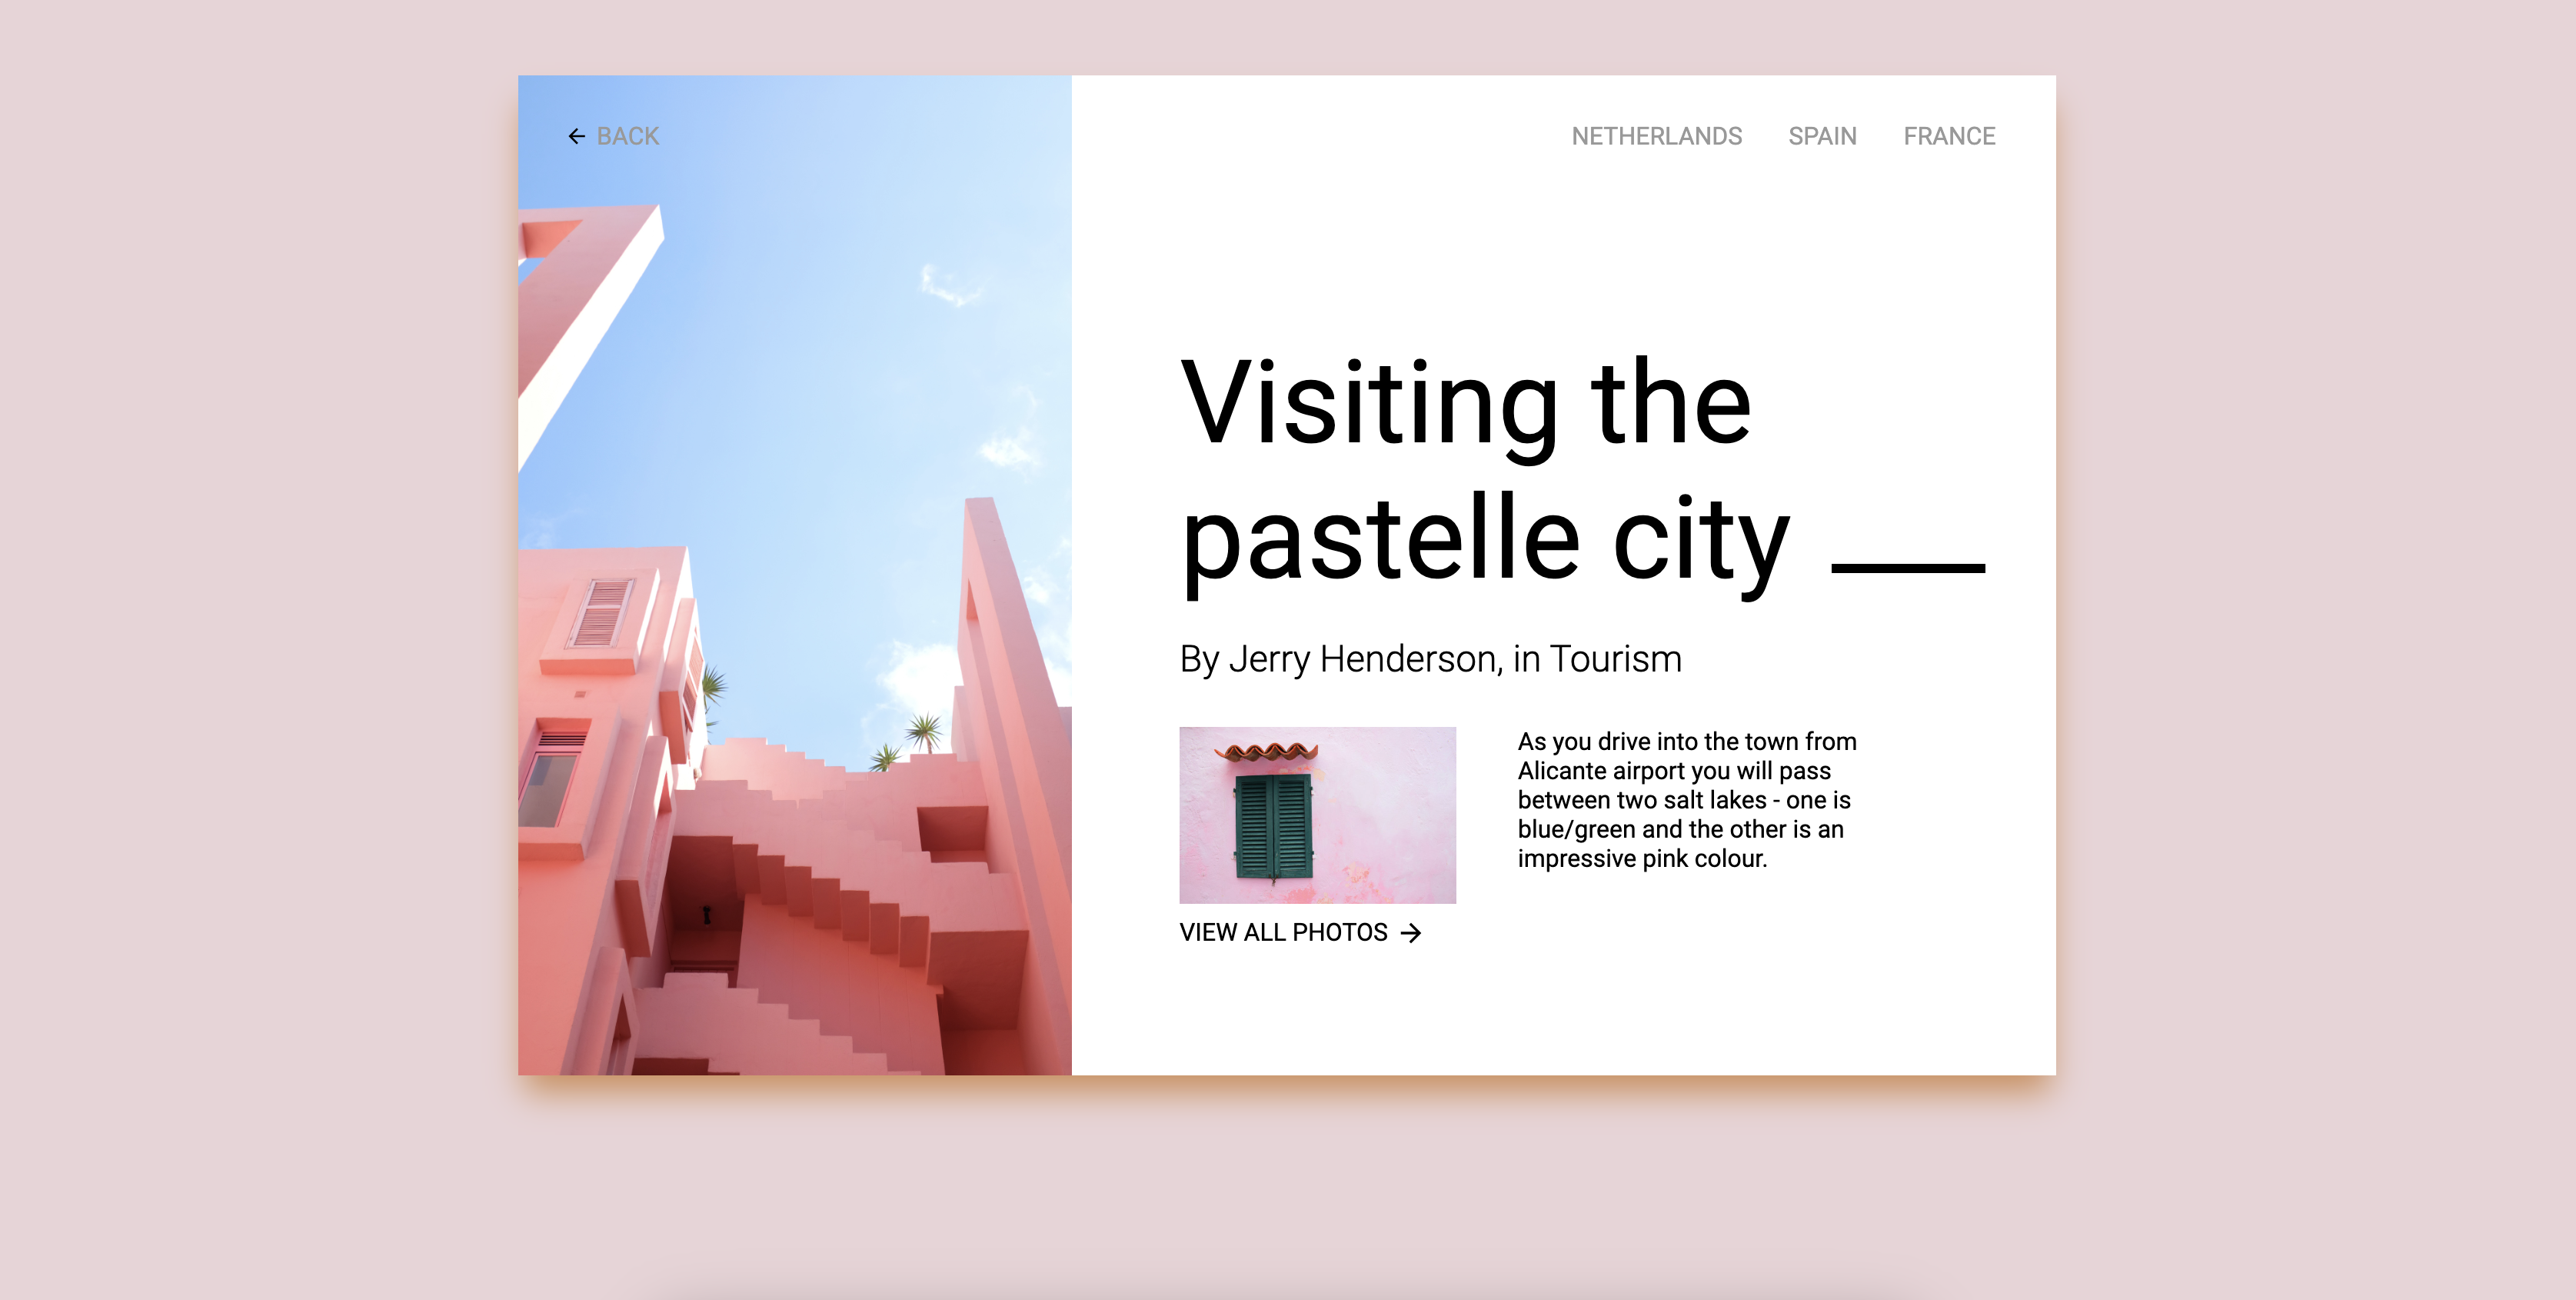 BACK
NETHERLANDS SPAIN FRANCE
Visiting the
pastelle city
By Jerry Henderson, in Tourism
As you drive into the town from
Alicante airport you will pass
between two salt lakes - one is
blue/green and the other is an
impressive pink colour.
VIEW ALL PHOTOS